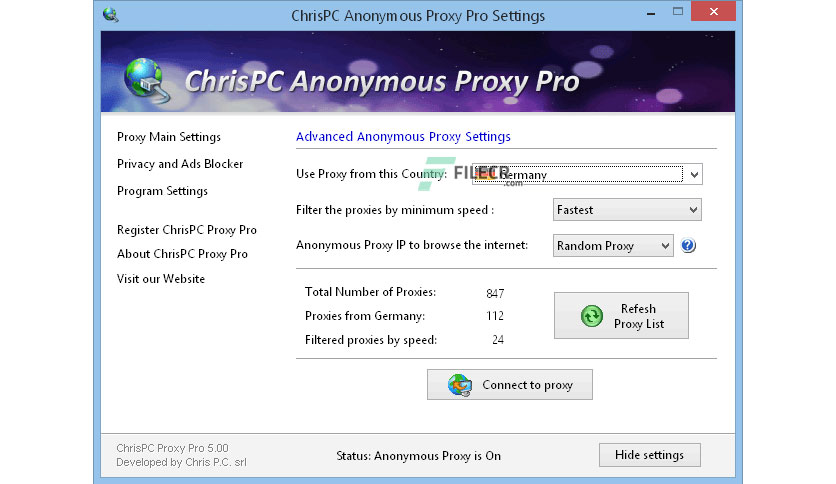 ChrisPC Anonymous Proxy Pro Settings
ChrisPC Anonymous Proxy Pro
Proxy Main Settings
Privacy and Ads Blocker
Program Settings
Register ChrisPC Proxy Pro
About ChrisPC Proxy Pro
Visit our Website
Advanced Anonymous Proxy Settings
Use Proxy from this Country: Germany
FILECR
.com
Filter the proxies by minimum speed : Fastest
Anonymous Proxy IP to browse the internet: Random Proxy ?
Total Number of Proxies: 847
Proxies from Germany: 112
Filtered proxies by speed: 24
Refesh
Proxy List
Connect to proxy
ChrisPC Proxy Pro 5.00
Developed by Chris P.C. srl
Status: Anonymous Proxy is On
Hide settings